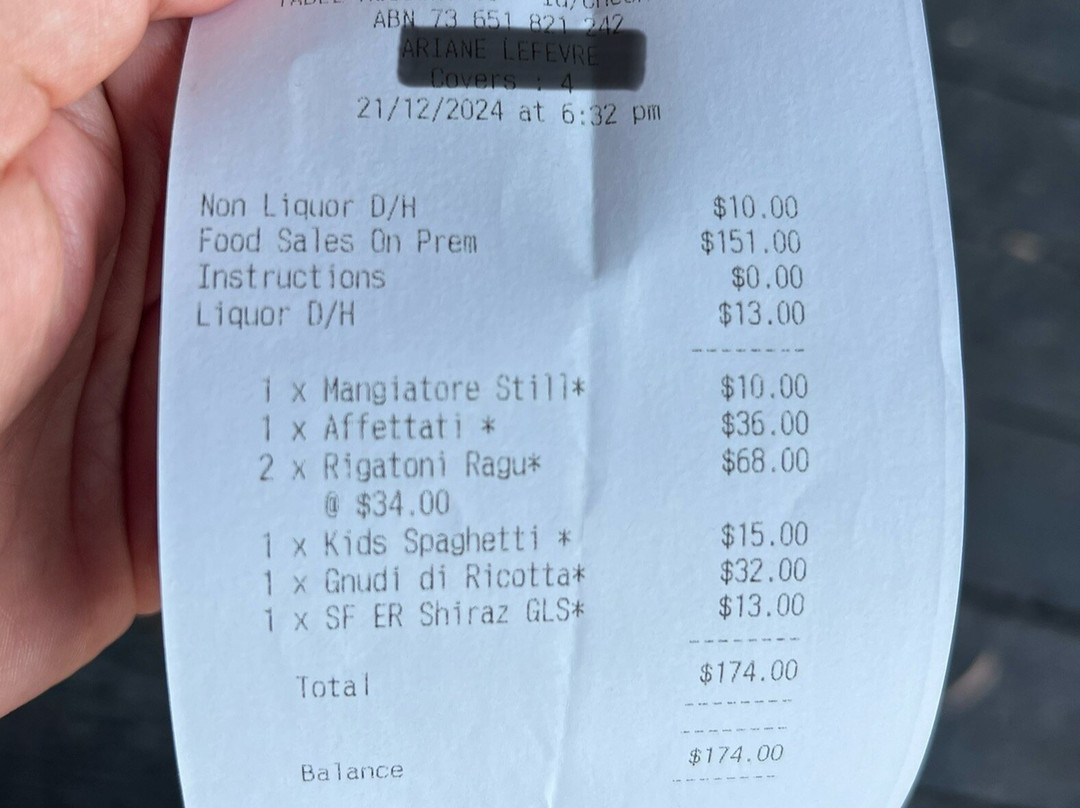 ABN 73 651 821 242
ARIANE LEFEVRE
Covers : 4
21/12/2024 at 6:32 pm
Non Liquor D/H $10.00
Food Sales On Prem $151.00
Instructions $0.00
Liquor D/H $13.00
--------
1 x Mangiatore Still* $10.00
1 x Affettati * $36.00
2 x Rigatoni Ragu* $68.00
@ $34.00
1 x Kids Spaghetti * $15.00
1 x Gnudi di Ricotta* $32.00
1 x SF ER Shiraz GLS* $13.00
--------
Total $174.00
--------
--------
Balance $174.00
--------